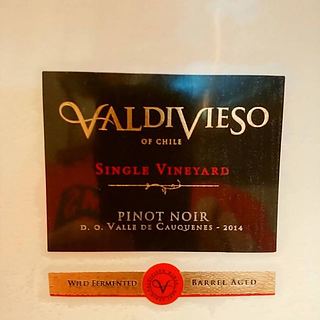 VALDIVIESO
OF CHILE
SINGLE VINEYARD
PINOT NOIR
D. O. VALLE DE CAUQUENES - 2014
WILD FERMENTED BARREL AGED